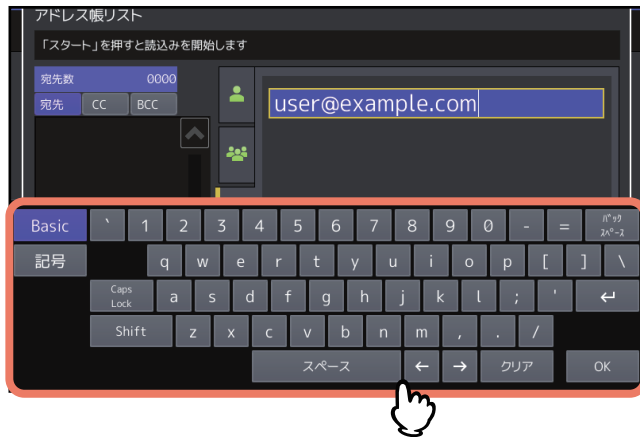 アドレス帳リスト
「スタート」を押すと読込みを開始します
宛先数 0000
宛先 CC BCC
user@example.com
Basic ` 1 2 3 4 5 6 7 8 9 0 - = バックスペース
記号 q w e r t y u i o p [ ] \
Caps Lock a s d f g h j k l ; ' ↵
Shift z x c v b n m , . /
スペース ← → クリア OK